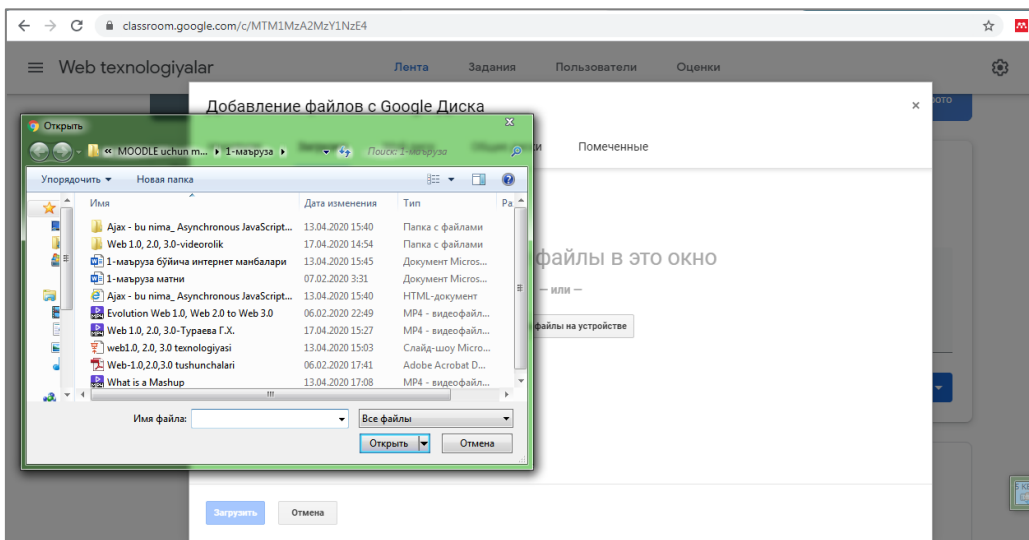 classroom.google.com/c/MTM1MzA2MzY1NzE4
Web texnologiyalar
Лента Задания Пользователи Оценки
Добавление файлов с Google Диска
Помеченные
файлы в это окно
— или —
файлы на устройстве
Загрузить Отмена
Открыть
« MOODLE uchun m... 1-маъруза Поиск: 1-маъруза
Упорядочить Новая папка
Имя Дата изменения Тип Ра
Ajax - bu nima_ Asynchronous JavaScript... 13.04.2020 15:40 Папка с файлами
Web 1.0, 2.0, 3.0-videorolik 17.04.2020 14:54 Папка с файлами
1-маъруза бўйича интернет манбалари 13.04.2020 15:45 Документ Micros...
1-маъруза матни 07.02.2020 3:31 Документ Micros...
Ajax - bu nima_ Asynchronous JavaScript... 13.04.2020 15:40 HTML-документ
Evolution Web 1.0, Web 2.0 to Web 3.0 06.02.2020 22:49 MP4 - видеофайл...
Web 1.0, 2.0, 3.0-Тураева Г.Х. 17.04.2020 15:27 MP4 - видеофайл...
web1.0, 2.0, 3.0 texnologiyasi 13.04.2020 15:03 Слайд-шоу Micro...
Web-1.0,2.0,3.0 tushunchalari 06.02.2020 17:41 Adobe Acrobat D...
What is a Mashup 13.04.2020 17:08 MP4 - видеофайл...
Имя файла: Все файлы
Открыть Отмена